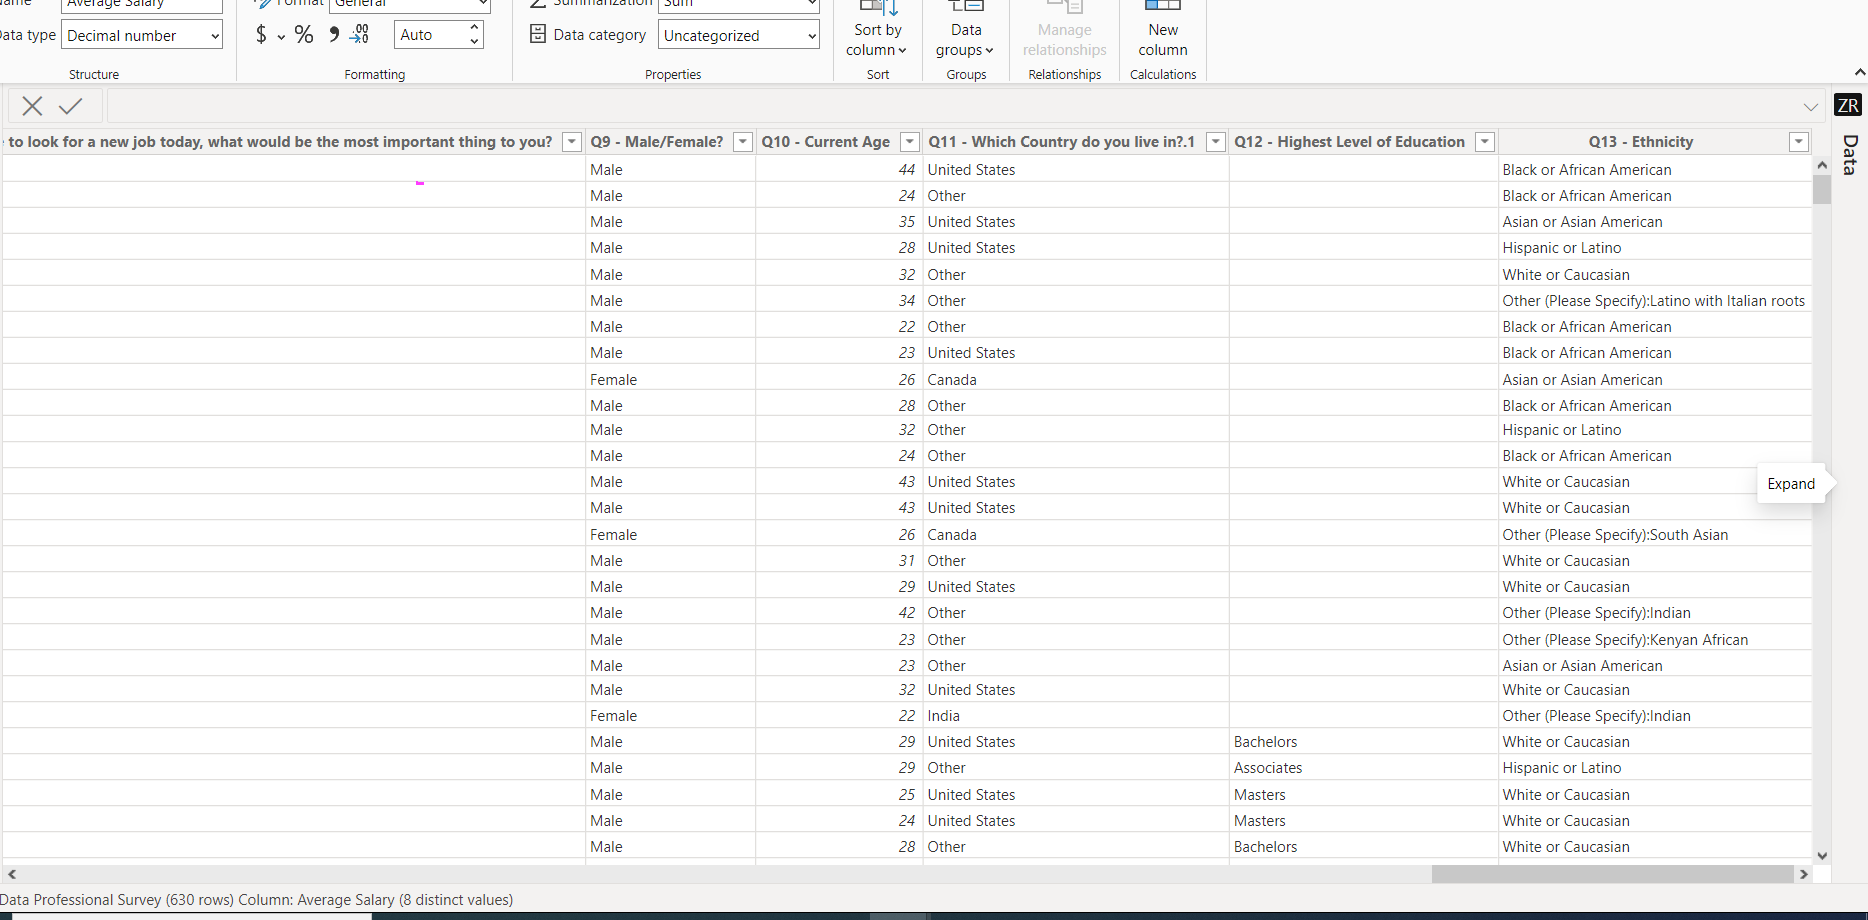 Average Salary Format General Summarization Sum
Data type Decimal number $ % Auto Data category Uncategorized
Sort by column Data groups Manage relationships New column
Structure Formatting Properties Sort Groups Relationships Calculations
ZR
Data
to look for a new job today, what would be the most important thing to you? Q9 - Male/Female? Q10 - Current Age Q11 - Which Country do you live in?.1 Q12 - Highest Level of Education Q13 - Ethnicity
Male 44 United States Black or African American
Male 24 Other Black or African American
Male 35 United States Asian or Asian American
Male 28 United States Hispanic or Latino
Male 32 Other White or Caucasian
Male 34 Other Other (Please Specify):Latino with Italian roots
Male 22 Other Black or African American
Male 23 United States Black or African American
Female 26 Canada Asian or Asian American
Male 28 Other Black or African American
Male 32 Other Hispanic or Latino
Male 24 Other Black or African American
Male 43 United States White or Caucasian
Expand
Male 43 United States White or Caucasian
Female 26 Canada Other (Please Specify):South Asian
Male 31 Other White or Caucasian
Male 29 United States White or Caucasian
Male 42 Other Other (Please Specify):Indian
Male 23 Other Other (Please Specify):Kenyan African
Male 23 Other Asian or Asian American
Male 32 United States White or Caucasian
Female 22 India Other (Please Specify):Indian
Male 29 United States Bachelors White or Caucasian
Male 29 Other Associates Hispanic or Latino
Male 25 United States Masters White or Caucasian
Male 24 United States Masters White or Caucasian
Male 28 Other Bachelors White or Caucasian
Data Professional Survey (630 rows) Column: Average Salary (8 distinct values)